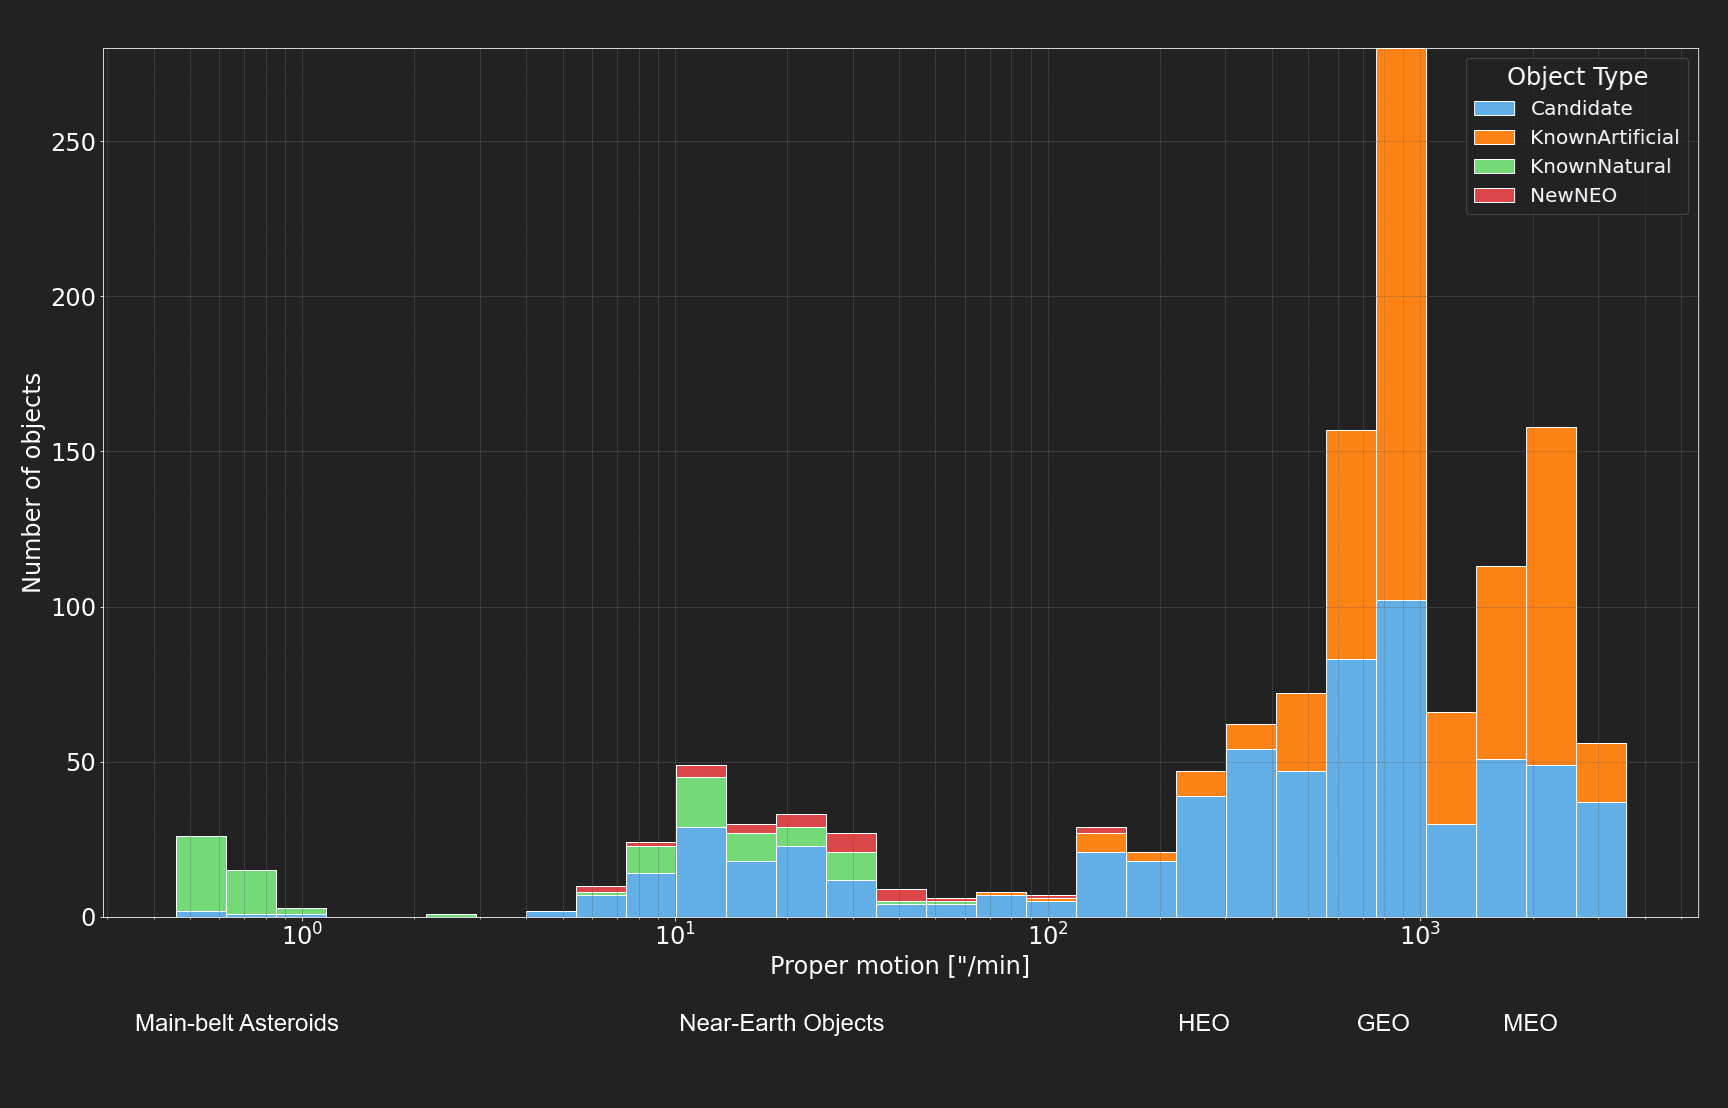 Object Type
Candidate
KnownArtificial
KnownNatural
NewNEO
Number of objects
250
200
150
100
50
0
10⁰ 10¹ 10² 10³
Proper motion ["/min]
Main-belt Asteroids Near-Earth Objects HEO GEO MEO